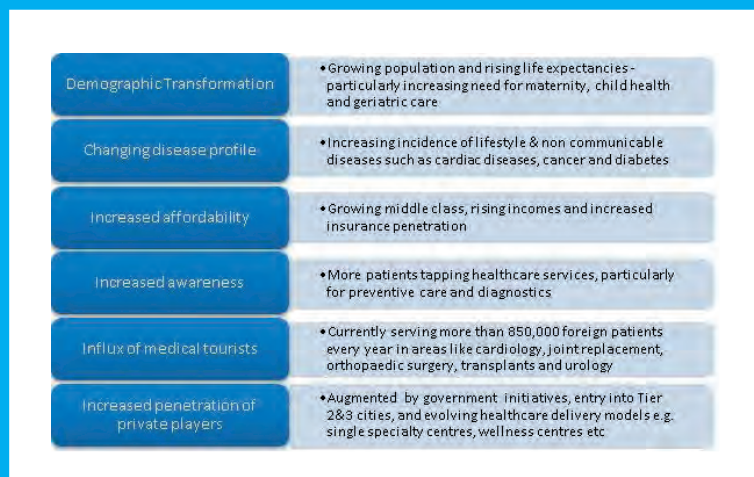 Demographic Transformation
•Growing population and rising life expectancies -
particularly increasing need for maternity, child health
and geriatric care
Changing disease profile
•Increasing incidence of lifestyle & non communicable
diseases such as cardiac diseases, cancer and diabetes
Increased affordability
•Growing middle class, rising incomes and increased
insurance penetration
Increased awareness
•More patients tapping healthcare services, particularly
for preventive care and diagnostics
Influx of medical tourists
•Currently serving more than 850,000 foreign patients
every year in areas like cardiology, joint replacement,
orthopaedic surgery, transplants and urology
Increased penetration of
private players
•Augmented by government initiatives, entry into Tier
2&3 cities, and evolving healthcare delivery models e.g.
single specialty centres, wellness centres etc